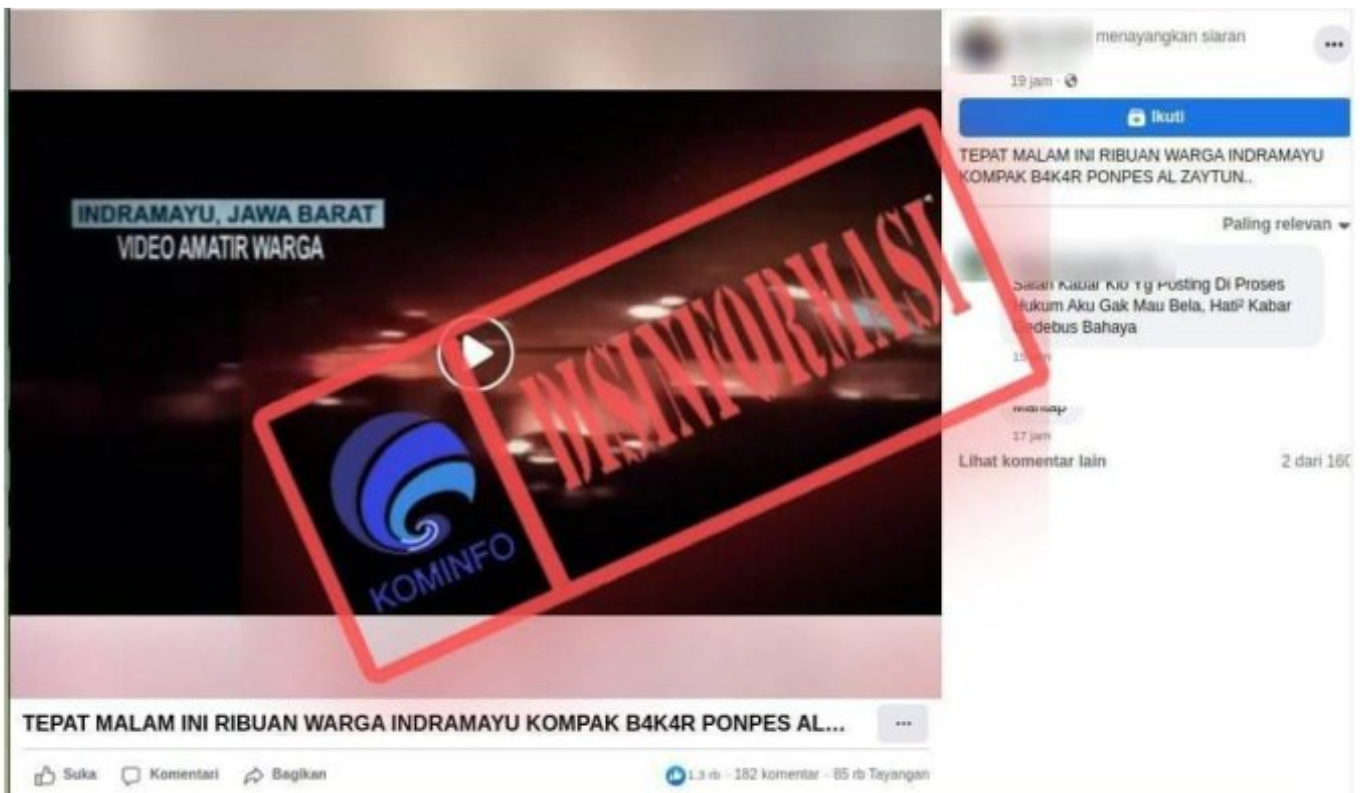 menayangkan siaran
19 jam
Ikuti
TEPAT MALAM INI RIBUAN WARGA INDRAMAYU
KOMPAK B4K4R PONPES AL ZAYTUN..
Paling relevan
Salah Kabar Klo Yg Posting Di Proses
Hukum Aku Gak Mau Bela, Hati² Kabar
Gedebus Bahaya
17 jam
Lihat komentar lain
2 dari 160
INDRAMAYU, JAWA BARAT
VIDEO AMATIR WARGA
DISINFORMASI
KOMINFO
TEPAT MALAM INI RIBUAN WARGA INDRAMAYU KOMPAK B4K4R PONPES AL...
Suka
Komentari
Bagikan
1,3 rb · 182 komentar · 85 rb Tayangan